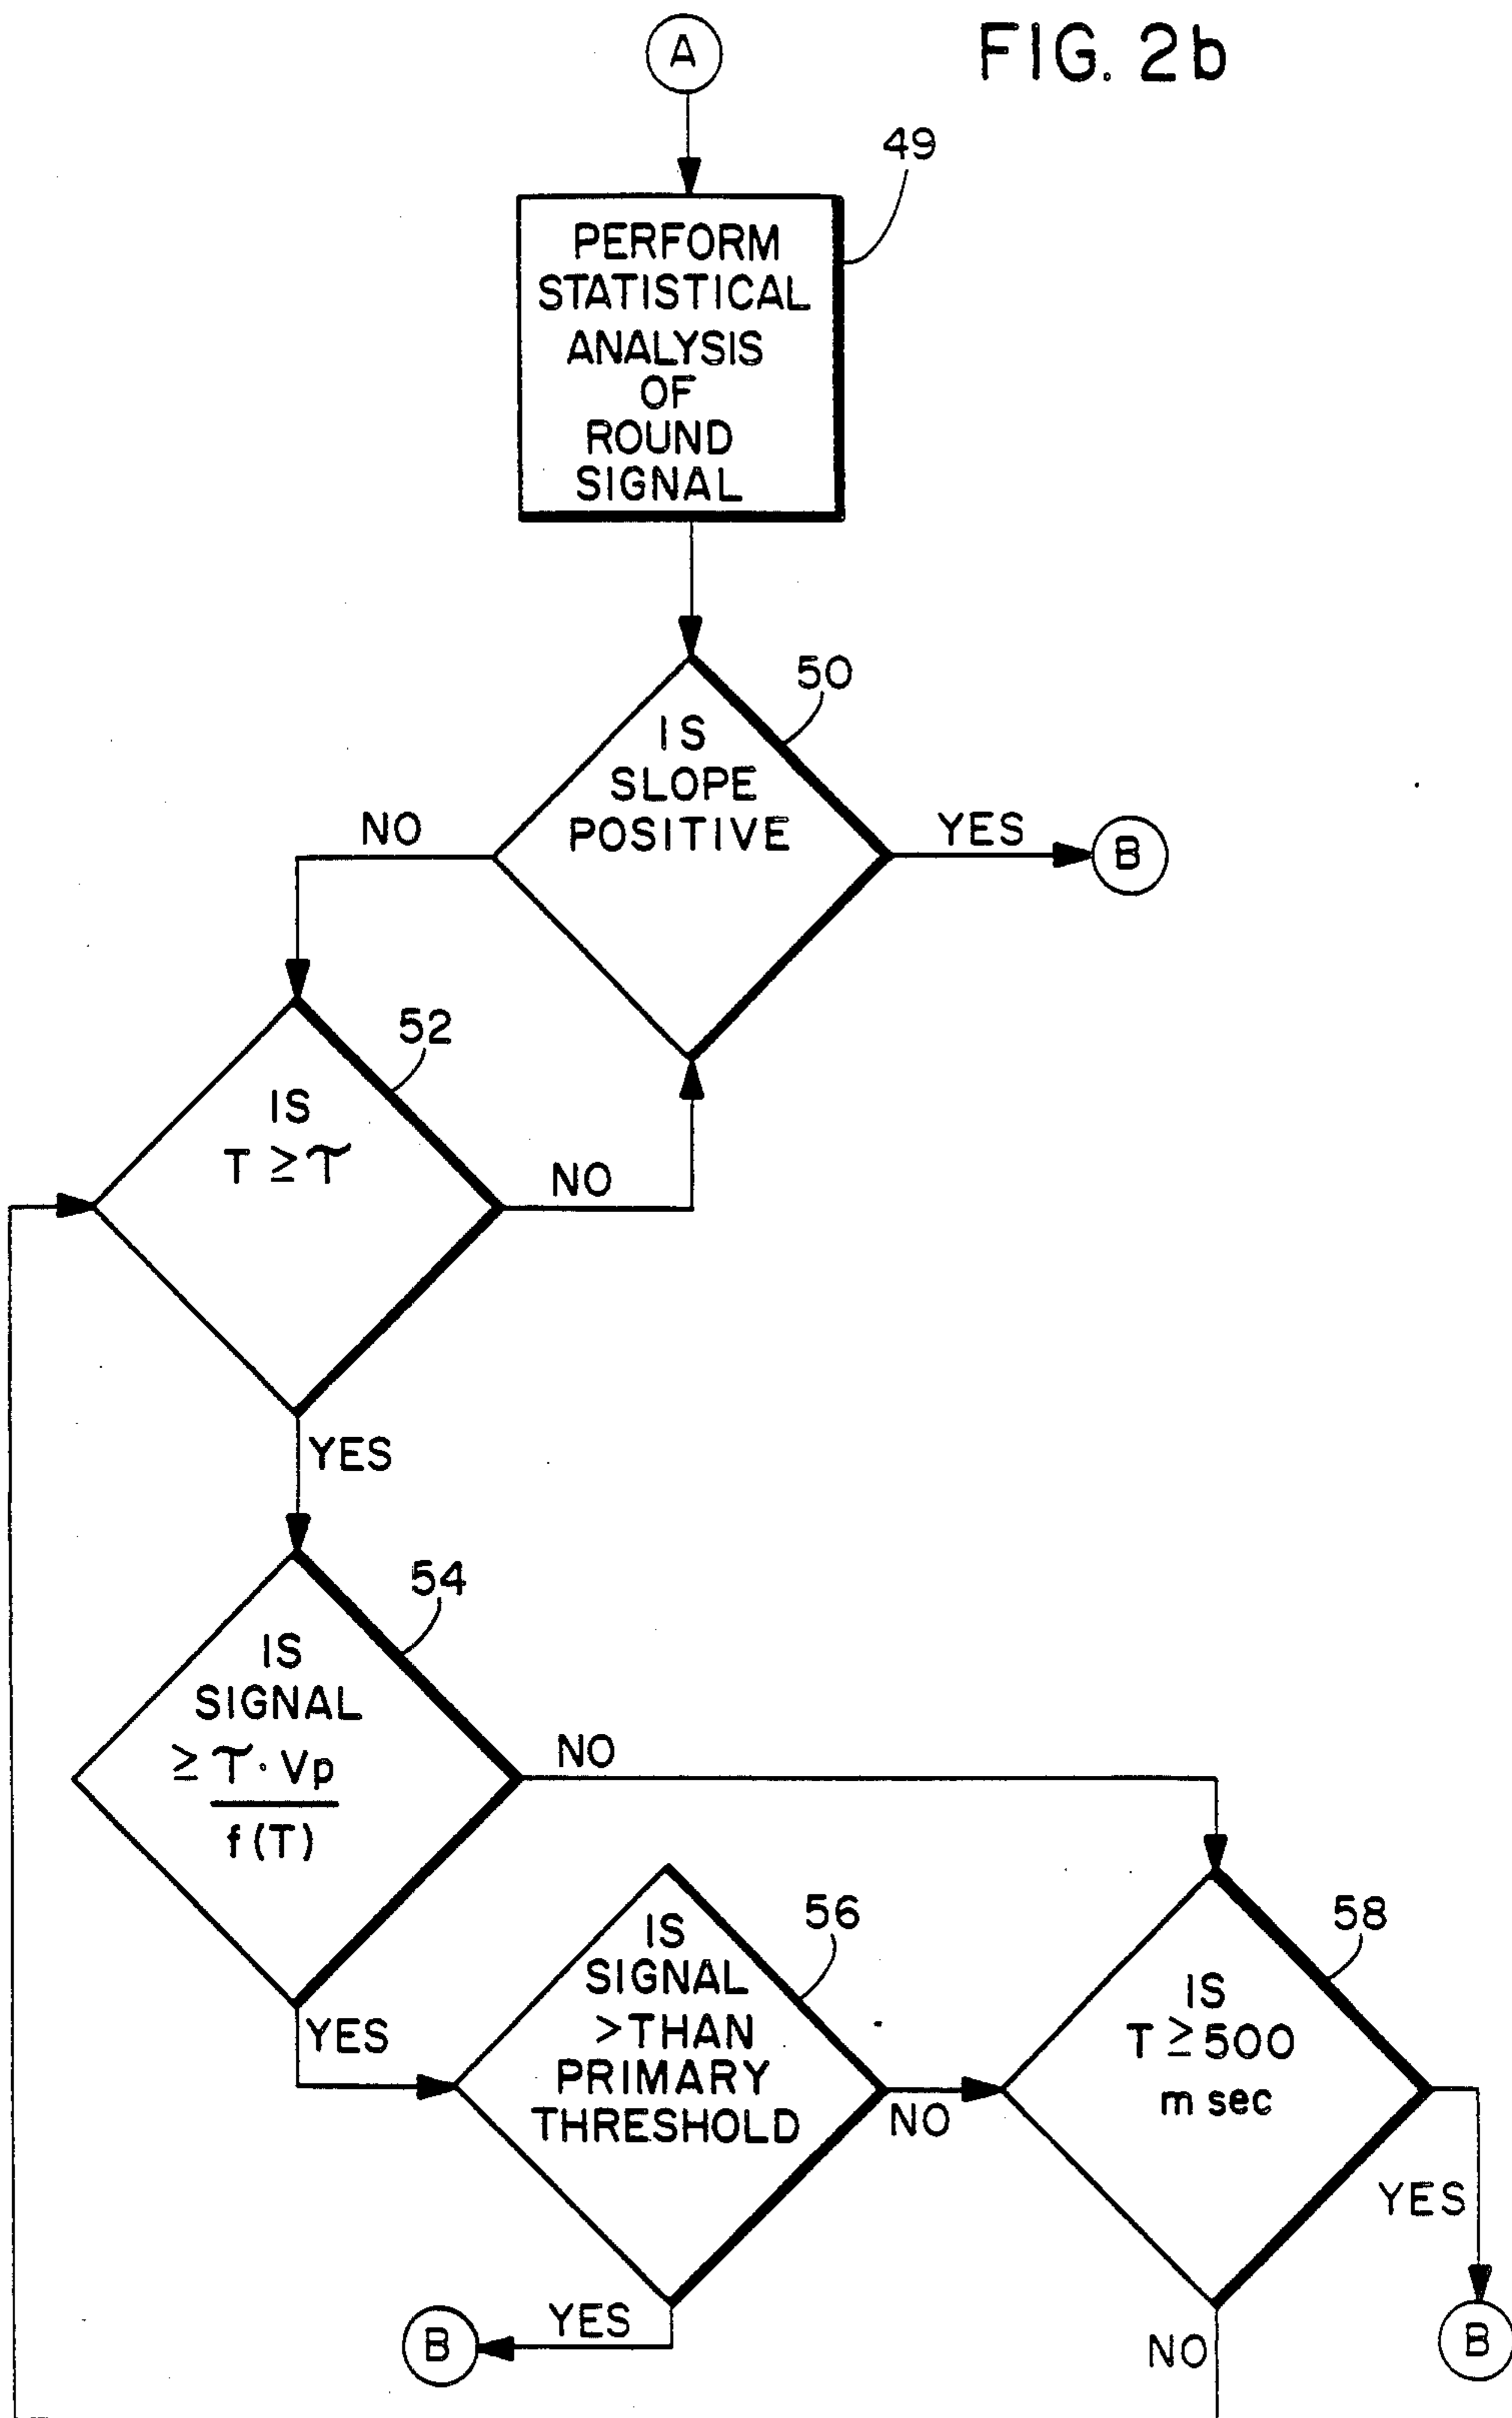 A
FIG. 2b
49
PERFORM
STATISTICAL
ANALYSIS
OF
ROUND
SIGNAL
50
IS
SLOPE
POSITIVE
NO
YES
B
52
IS
T ≥ τ
NO
YES
54
IS
SIGNAL
≥ τ · Vp
f (T)
NO
YES
56
IS
SIGNAL
> THAN
PRIMARY
THRESHOLD
NO
58
IS
T ≥ 500
m sec
YES
YES
B
NO
B